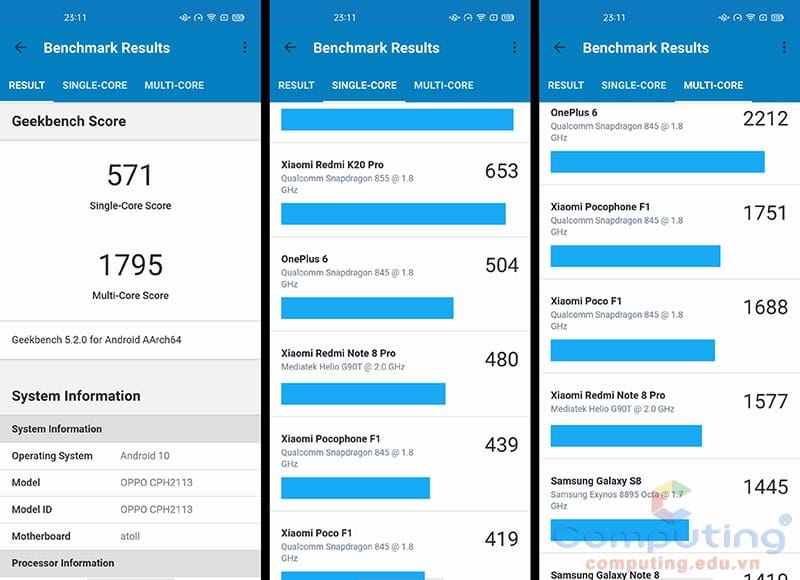 23:11
Benchmark Results
RESULT SINGLE-CORE MULTI-CORE
Geekbench Score
571
Single-Core Score
1795
Multi-Core Score
Geekbench 5.2.0 for Android AArch64
System Information
System Information
Operating System Android 10
Model OPPO CPH2113
Model ID OPPO CPH2113
Motherboard atoll
Processor Information
23:11
Benchmark Results
RESULT SINGLE-CORE MULTI-CORE
Xiaomi Redmi K20 Pro
Qualcomm Snapdragon 855 @ 1.8
GHz
653
OnePlus 6
Qualcomm Snapdragon 845 @ 1.8
GHz
504
Xiaomi Redmi Note 8 Pro
Mediatek Helio G90T @ 2.0 GHz
480
Xiaomi Pocophone F1
Qualcomm Snapdragon 845 @ 1.8
GHz
439
Xiaomi Poco F1
Qualcomm Snapdragon 845 @ 1.8
GHz
419
23:11
Benchmark Results
RESULT SINGLE-CORE MULTI-CORE
OnePlus 6
Qualcomm Snapdragon 845 @ 1.8
GHz
2212
Xiaomi Pocophone F1
Qualcomm Snapdragon 845 @ 1.8
GHz
1751
Xiaomi Poco F1
Qualcomm Snapdragon 845 @ 1.8
GHz
1688
Xiaomi Redmi Note 8 Pro
Mediatek Helio G90T @ 2.0 GHz
1577
Samsung Galaxy S8
Samsung Exynos 8895 Octa @ 1.7
GHz
1445
Computing®
computing.edu.vn
Samsung Galaxy Note 8